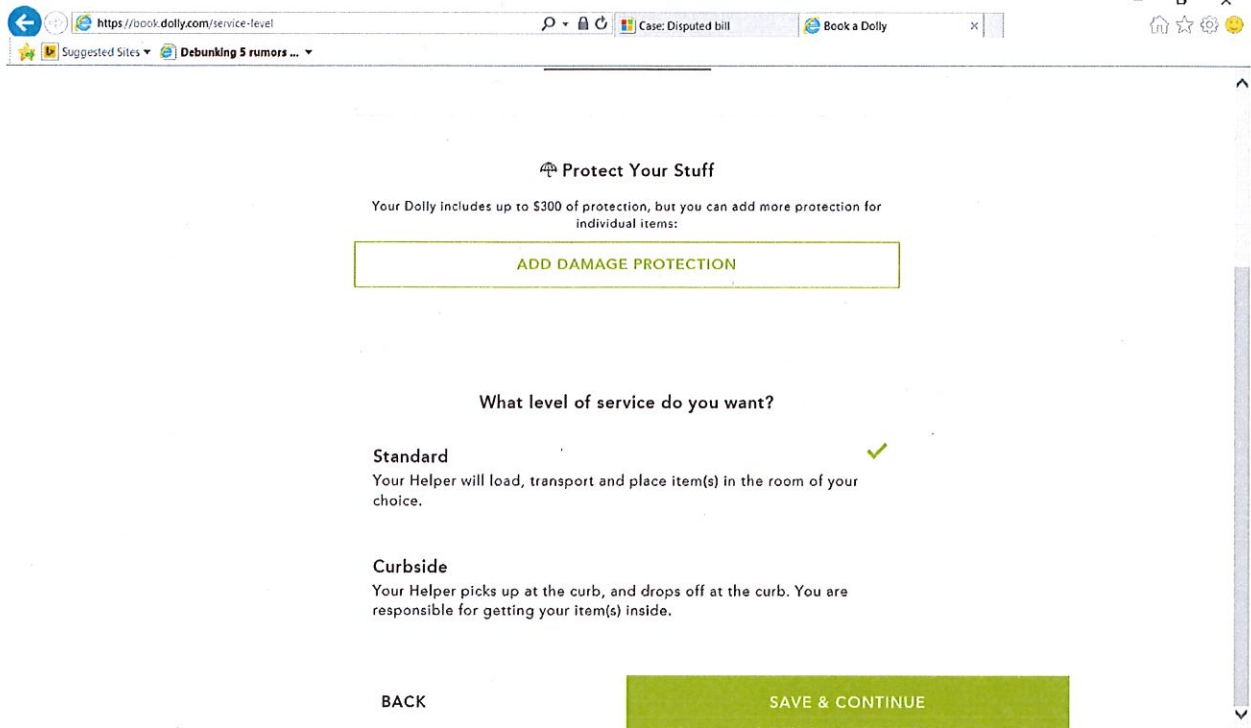 https://book.dolly.com/service-level
Case: Disputed bill
Book a Dolly
Suggested Sites
Debunking 5 rumors ...
Protect Your Stuff
Your Dolly includes up to $300 of protection, but you can add more protection for
individual items:
ADD DAMAGE PROTECTION
What level of service do you want?
Standard
Your Helper will load, transport and place item(s) in the room of your
choice.
Curbside
Your Helper picks up at the curb, and drops off at the curb. You are
responsible for getting your item(s) inside.
BACK
SAVE & CONTINUE